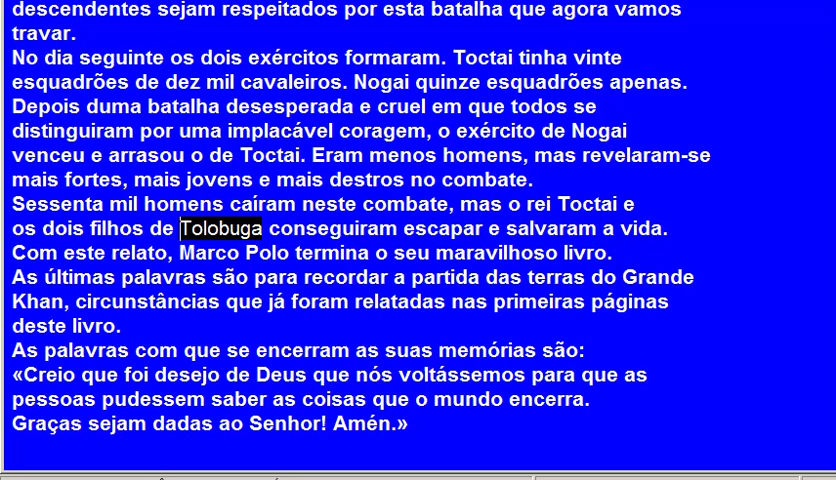 descendentes sejam respeitados por esta batalha que agora vamos
travar.
No dia seguinte os dois exércitos formaram. Toctai tinha vinte
esquadrões de dez mil cavaleiros. Nogai quinze esquadrões apenas.
Depois duma batalha desesperada e cruel em que todos se
distinguiram por uma implacável coragem, o exército de Nogai
venceu e arrasou o de Toctai. Eram menos homens, mas revelaram-se
mais fortes, mais jovens e mais destros no combate.
Sessenta mil homens caíram neste combate, mas o rei Toctai e
os dois filhos de Tolobuga conseguiram escapar e salvaram a vida.
Com este relato, Marco Polo termina o seu maravilhoso livro.
As últimas palavras são para recordar a partida das terras do Grande
Khan, circunstâncias que já foram relatadas nas primeiras páginas
deste livro.
As palavras com que se encerram as suas memórias são:
«Creio que foi desejo de Deus que nós voltássemos para que as
pessoas pudessem saber as coisas que o mundo encerra.
Graças sejam dadas ao Senhor! Amén.»